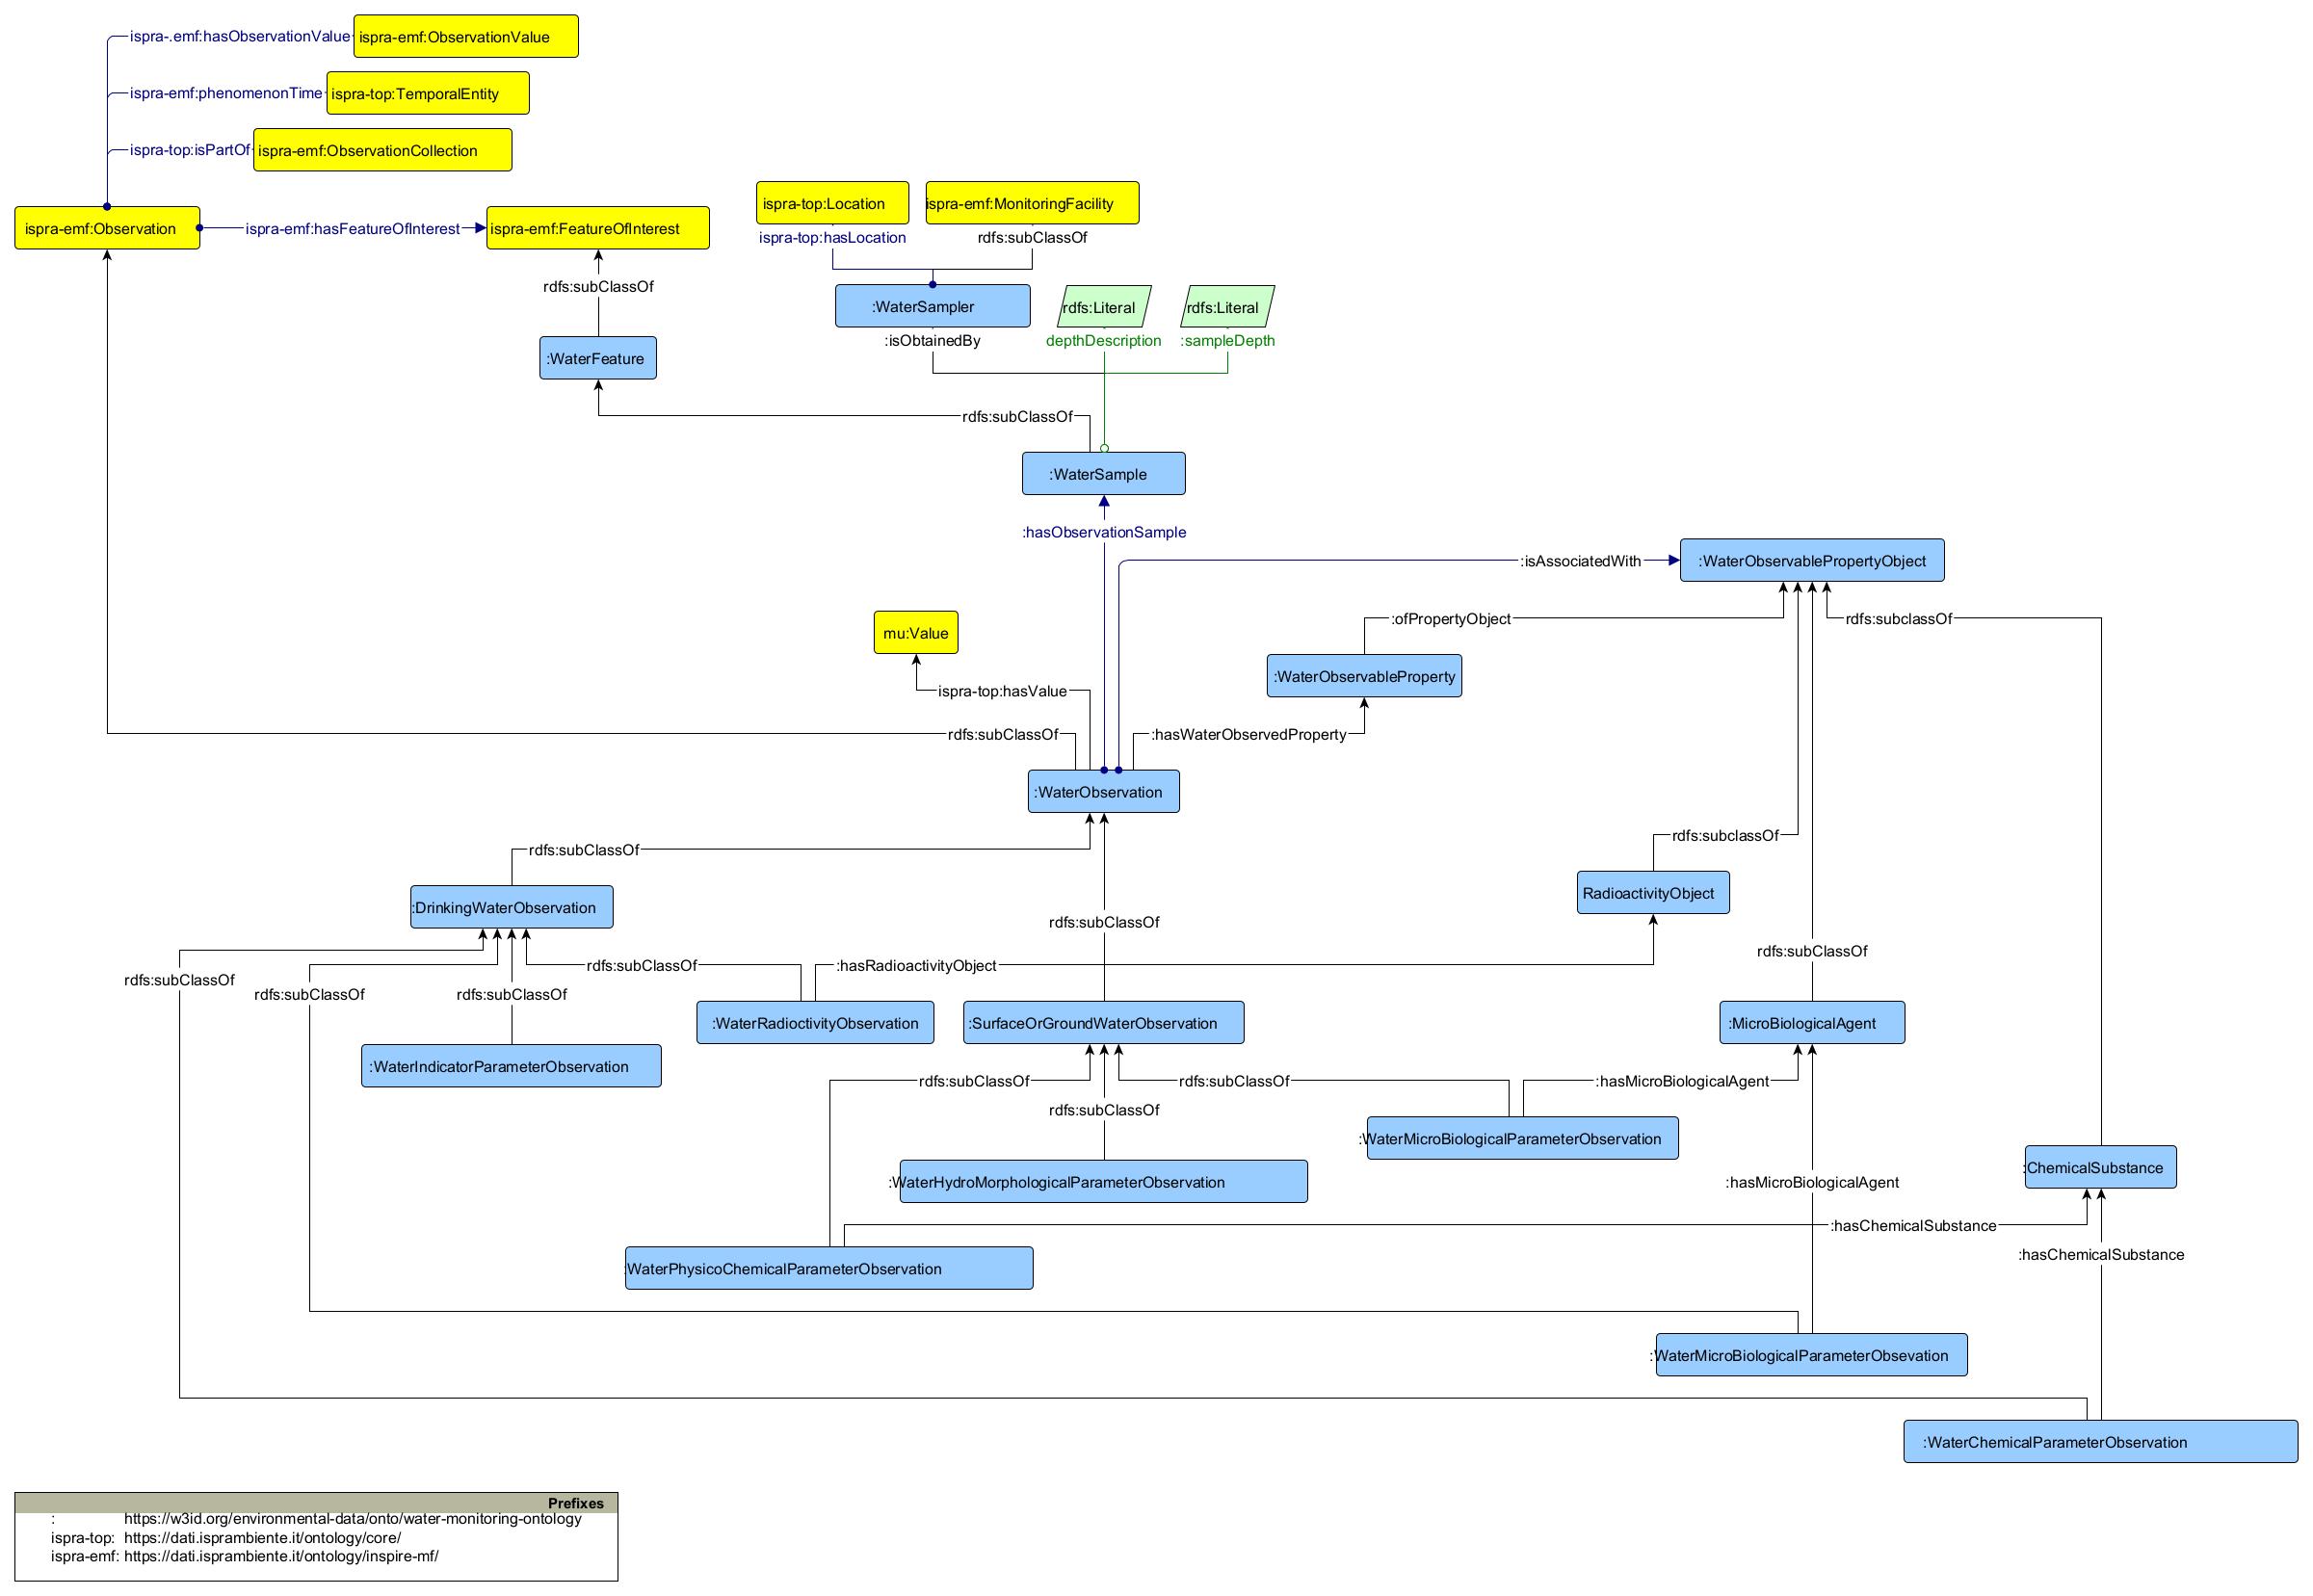 ispra-.emf:hasObservationValue
ispra-emf:ObservationValue
ispra-emf:phenomenonTime
ispra-top:TemporalEntity
ispra-top:isPartOf
ispra-emf:ObservationCollection
ispra-top:Location
ispra-emf:MonitoringFacility
ispra-emf:Observation
ispra-emf:hasFeatureOfInterest
ispra-emf:FeatureOfInterest
ispra-top:hasLocation
rdfs:subClassOf
rdfs:subClassOf
:WaterSampler
rdfs:Literal
rdfs:Literal
:isObtainedBy
depthDescription
:sampleDepth
:WaterFeature
rdfs:subClassOf
:WaterSample
:hasObservationSample
:isAssociatedWith
:WaterObservablePropertyObject
:ofPropertyObject
rdfs:subclassOf
mu:Value
:WaterObservableProperty
ispra-top:hasValue
rdfs:subClassOf
:hasWaterObservedProperty
:WaterObservation
rdfs:subclassOf
rdfs:subClassOf
RadioactivityObject
:DrinkingWaterObservation
rdfs:subClassOf
rdfs:subClassOf
rdfs:subClassOf
:hasRadioactivityObject
rdfs:subClassOf
rdfs:subClassOf
rdfs:subClassOf
:WaterRadioctivityObservation
:SurfaceOrGroundWaterObservation
:MicroBiologicalAgent
:WaterIndicatorParameterObservation
rdfs:subClassOf
rdfs:subClassOf
:hasMicroBiologicalAgent
rdfs:subClassOf
:WaterMicroBiologicalParameterObservation
:ChemicalSubstance
:WaterHydroMorphologicalParameterObservation
:hasMicroBiologicalAgent
:hasChemicalSubstance
:hasChemicalSubstance
:WaterPhysicoChemicalParameterObservation
:WaterMicroBiologicalParameterObsevation
:WaterChemicalParameterObservation
Prefixes
: https://w3id.org/environmental-data/onto/water-monitoring-ontology
ispra-top: https://dati.isprambiente.it/ontology/core/
ispra-emf: https://dati.isprambiente.it/ontology/inspire-mf/